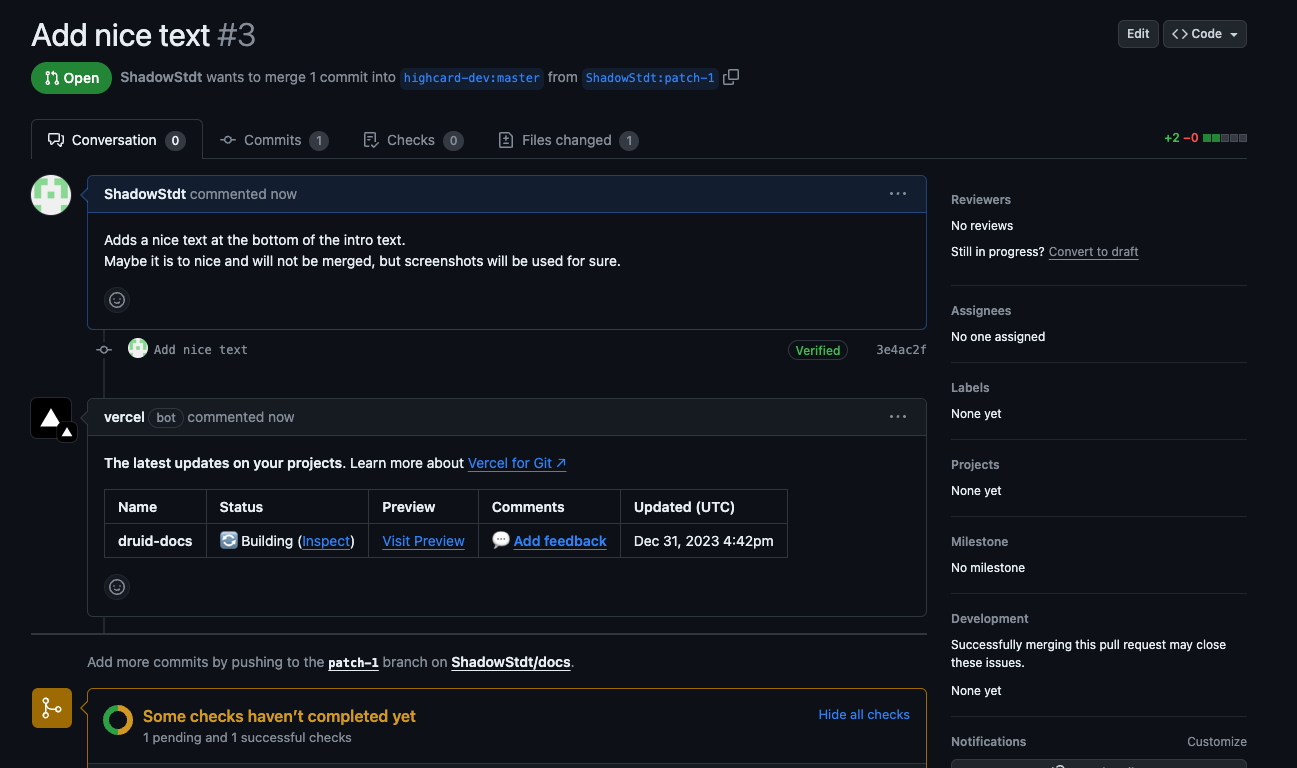 Add nice text #3
Edit
<> Code
Open
ShadowStdt wants to merge 1 commit into highcard-dev:master from ShadowStdt:patch-1
Conversation 0
Commits 1
Checks 0
Files changed 1
+2 −0
ShadowStdt commented now
Adds a nice text at the bottom of the intro text.
Maybe it is to nice and will not be merged, but screenshots will be used for sure.
Add nice text
Verified
3e4ac2f
vercel bot commented now
The latest updates on your projects. Learn more about Vercel for Git ↗
Name Status Preview Comments Updated (UTC)
druid-docs Building (Inspect) Visit Preview Add feedback Dec 31, 2023 4:42pm
Add more commits by pushing to the patch-1 branch on ShadowStdt/docs.
Some checks haven’t completed yet
1 pending and 1 successful checks
Hide all checks
Reviewers
No reviews
Still in progress? Convert to draft
Assignees
No one assigned
Labels
None yet
Projects
None yet
Milestone
No milestone
Development
Successfully merging this pull request may close
these issues.
None yet
Notifications
Customize